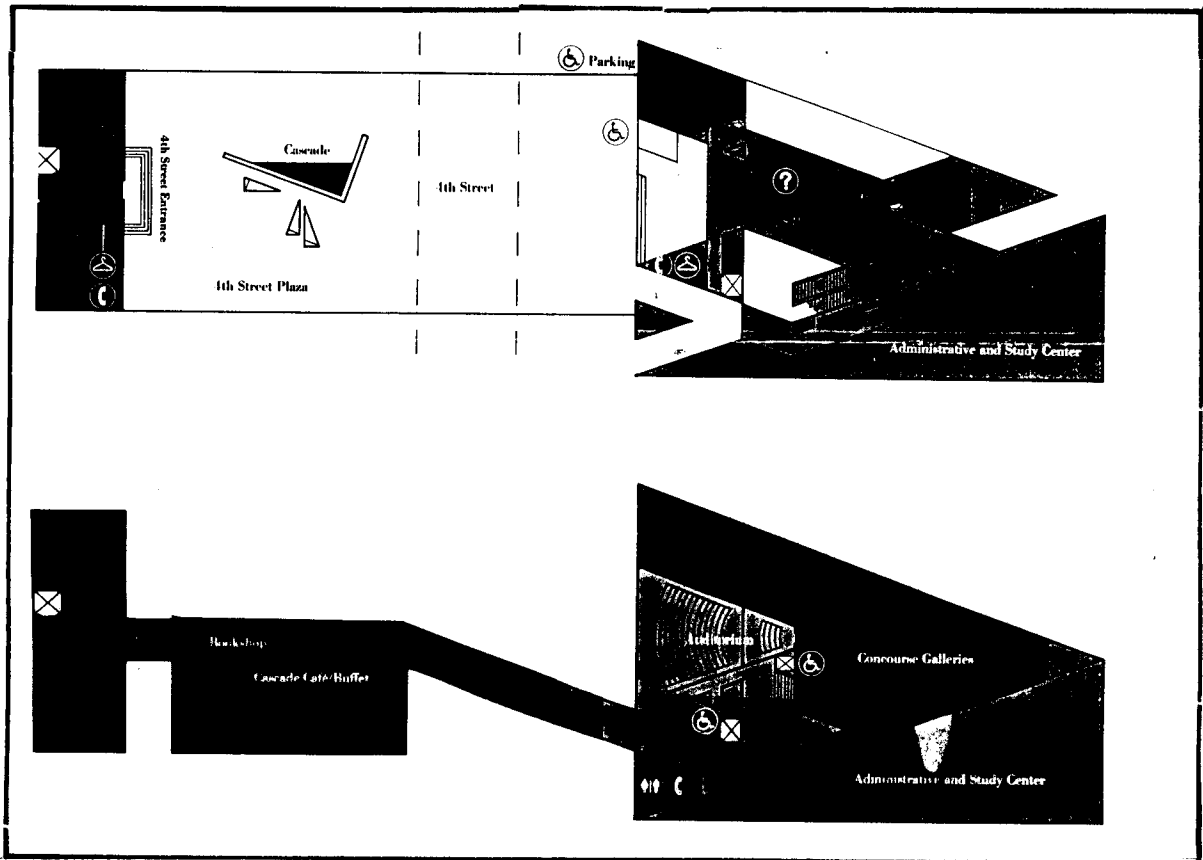 Parking
4th Street Entrance
Cascade
4th Street
?
4th Street Plaza
Administrative and Study Center
Bookshop
Cascade Café/Buffet
Auditorium
Concourse Galleries
Administrative and Study Center